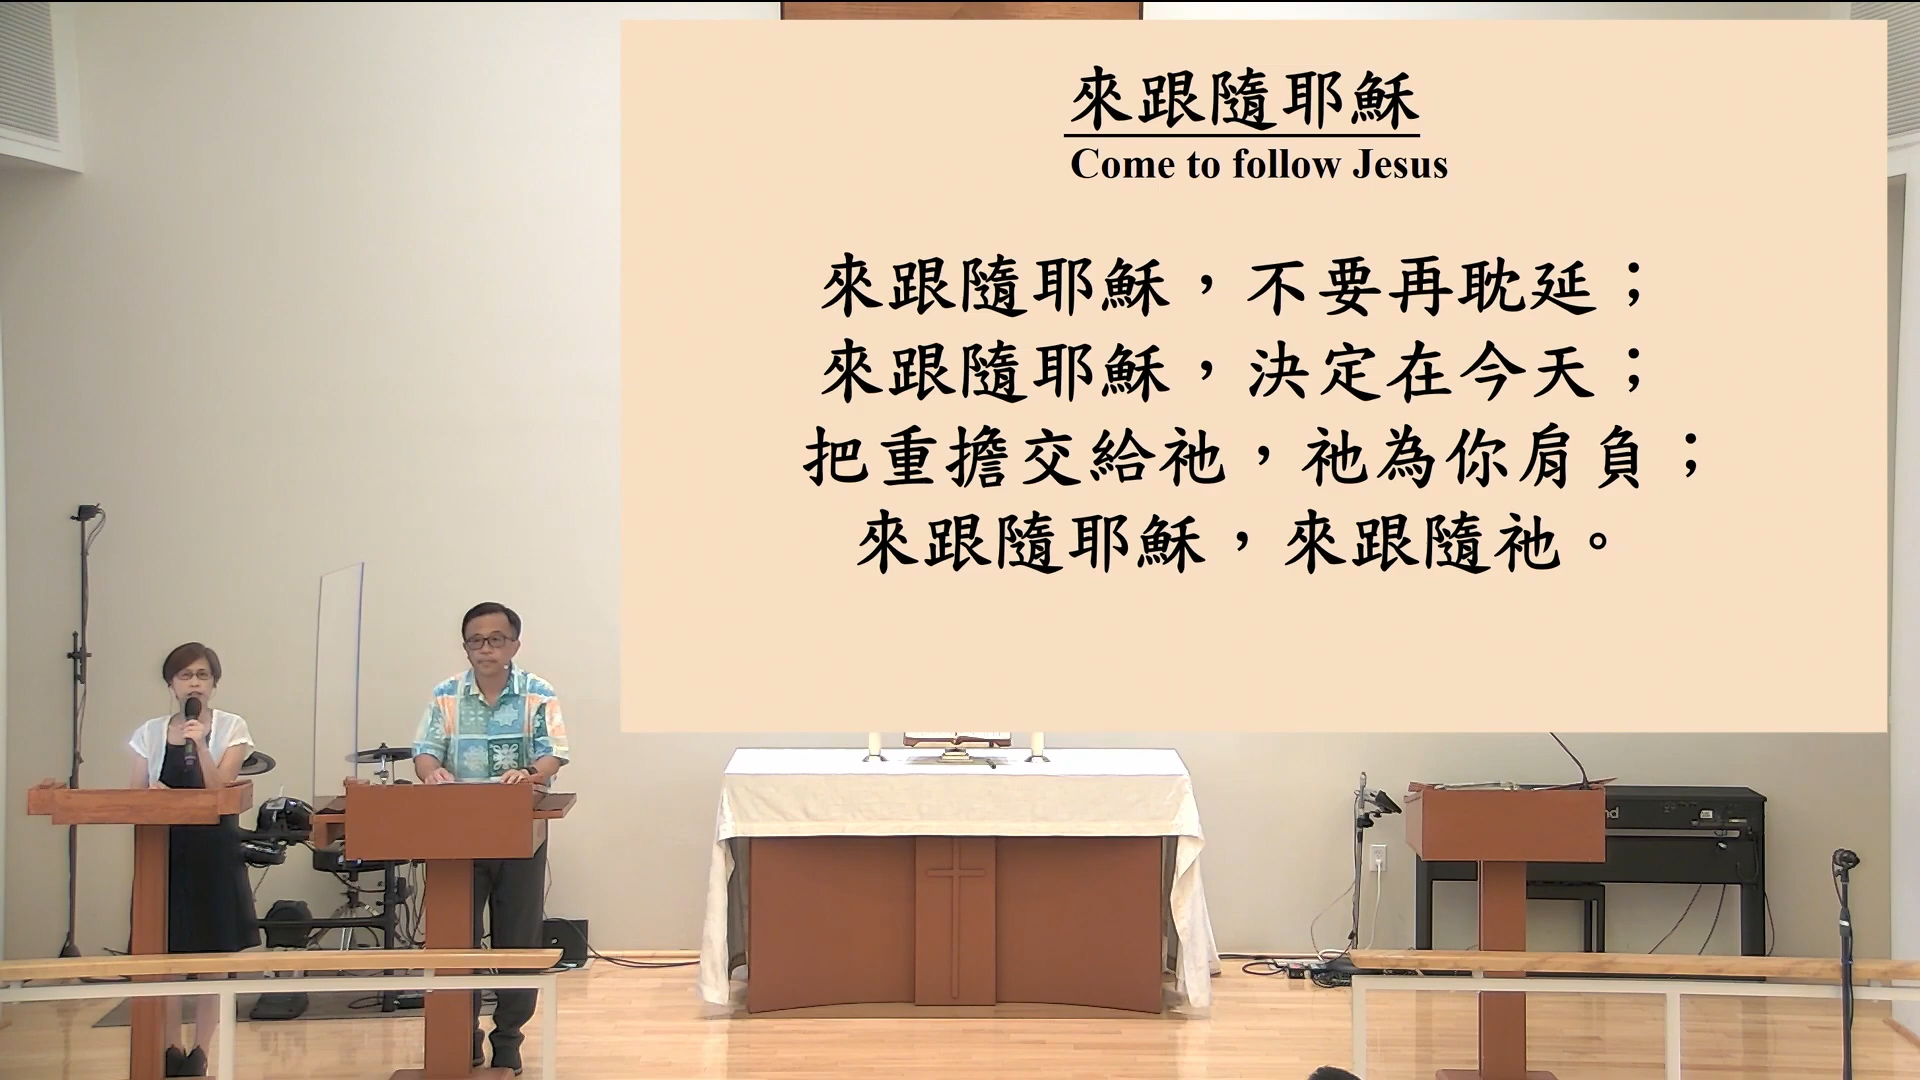 來跟隨耶穌
Come to follow Jesus
來跟隨耶穌，不要再耽延；
來跟隨耶穌，決定在今天；
把重擔交給祂，祂為你肩負；
來跟隨耶穌，來跟隨祂。